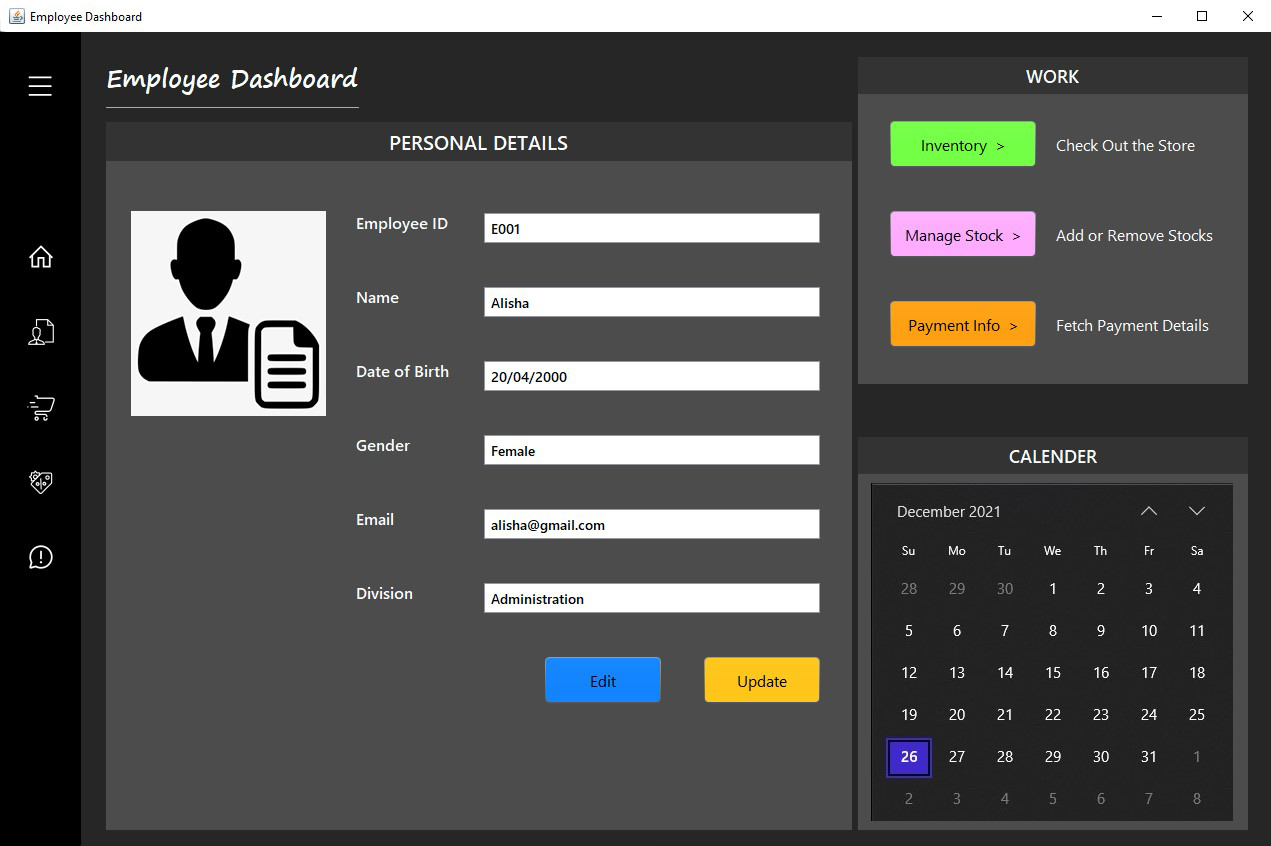 Employee Dashboard
Employee Dashboard
PERSONAL DETAILS
Employee ID E001
Name Alisha
Date of Birth 20/04/2000
Gender Female
Email alisha@gmail.com
Division Administration
Edit Update
WORK
Inventory > Check Out the Store
Manage Stock > Add or Remove Stocks
Payment Info > Fetch Payment Details
CALENDER
December 2021
Su Mo Tu We Th Fr Sa
28 29 30 1 2 3 4
5 6 7 8 9 10 11
12 13 14 15 16 17 18
19 20 21 22 23 24 25
26 27 28 29 30 31 1
2 3 4 5 6 7 8